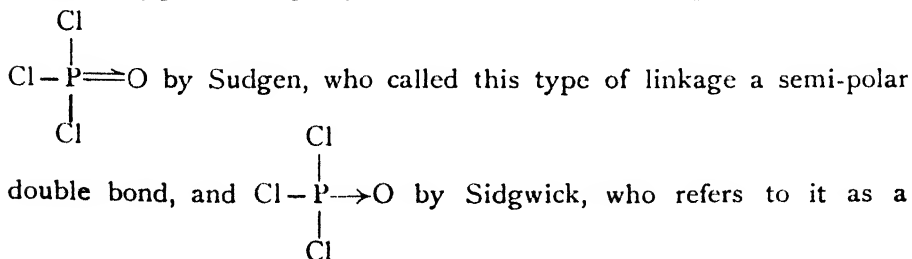 Cl
|
Cl–P=⇀O by Sudgen, who called this type of linkage a semi-polar
|
Cl
Cl
|
double bond, and Cl–P→O by Sidgwick, who refers to it as a
|
Cl